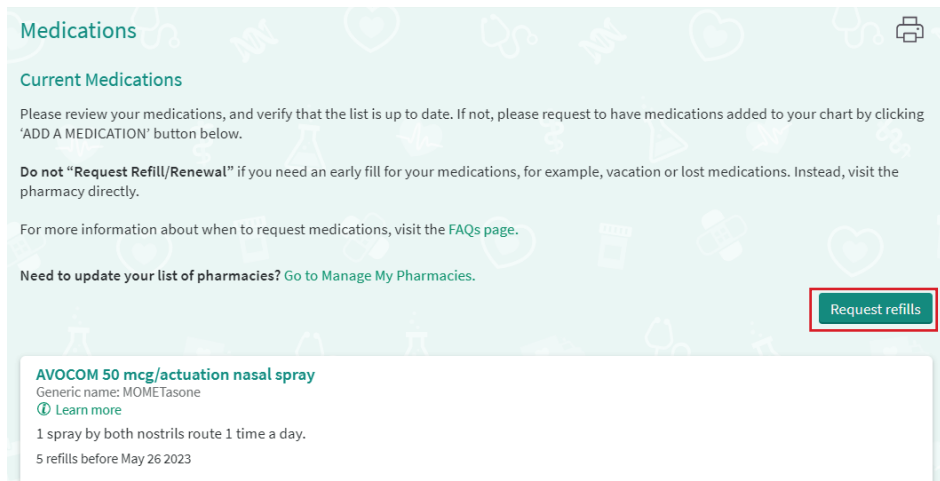 Medications
Current Medications
Please review your medications, and verify that the list is up to date. If not, please request to have medications added to your chart by clicking
‘ADD A MEDICATION’ button below.
Do not “Request Refill/Renewal” if you need an early fill for your medications, for example, vacation or lost medications. Instead, visit the
pharmacy directly.
For more information about when to request medications, visit the FAQs page.
Need to update your list of pharmacies? Go to Manage My Pharmacies.
Request refills
AVOCOM 50 mcg/actuation nasal spray
Generic name: MOMETasone
Learn more
1 spray by both nostrils route 1 time a day.
5 refills before May 26 2023